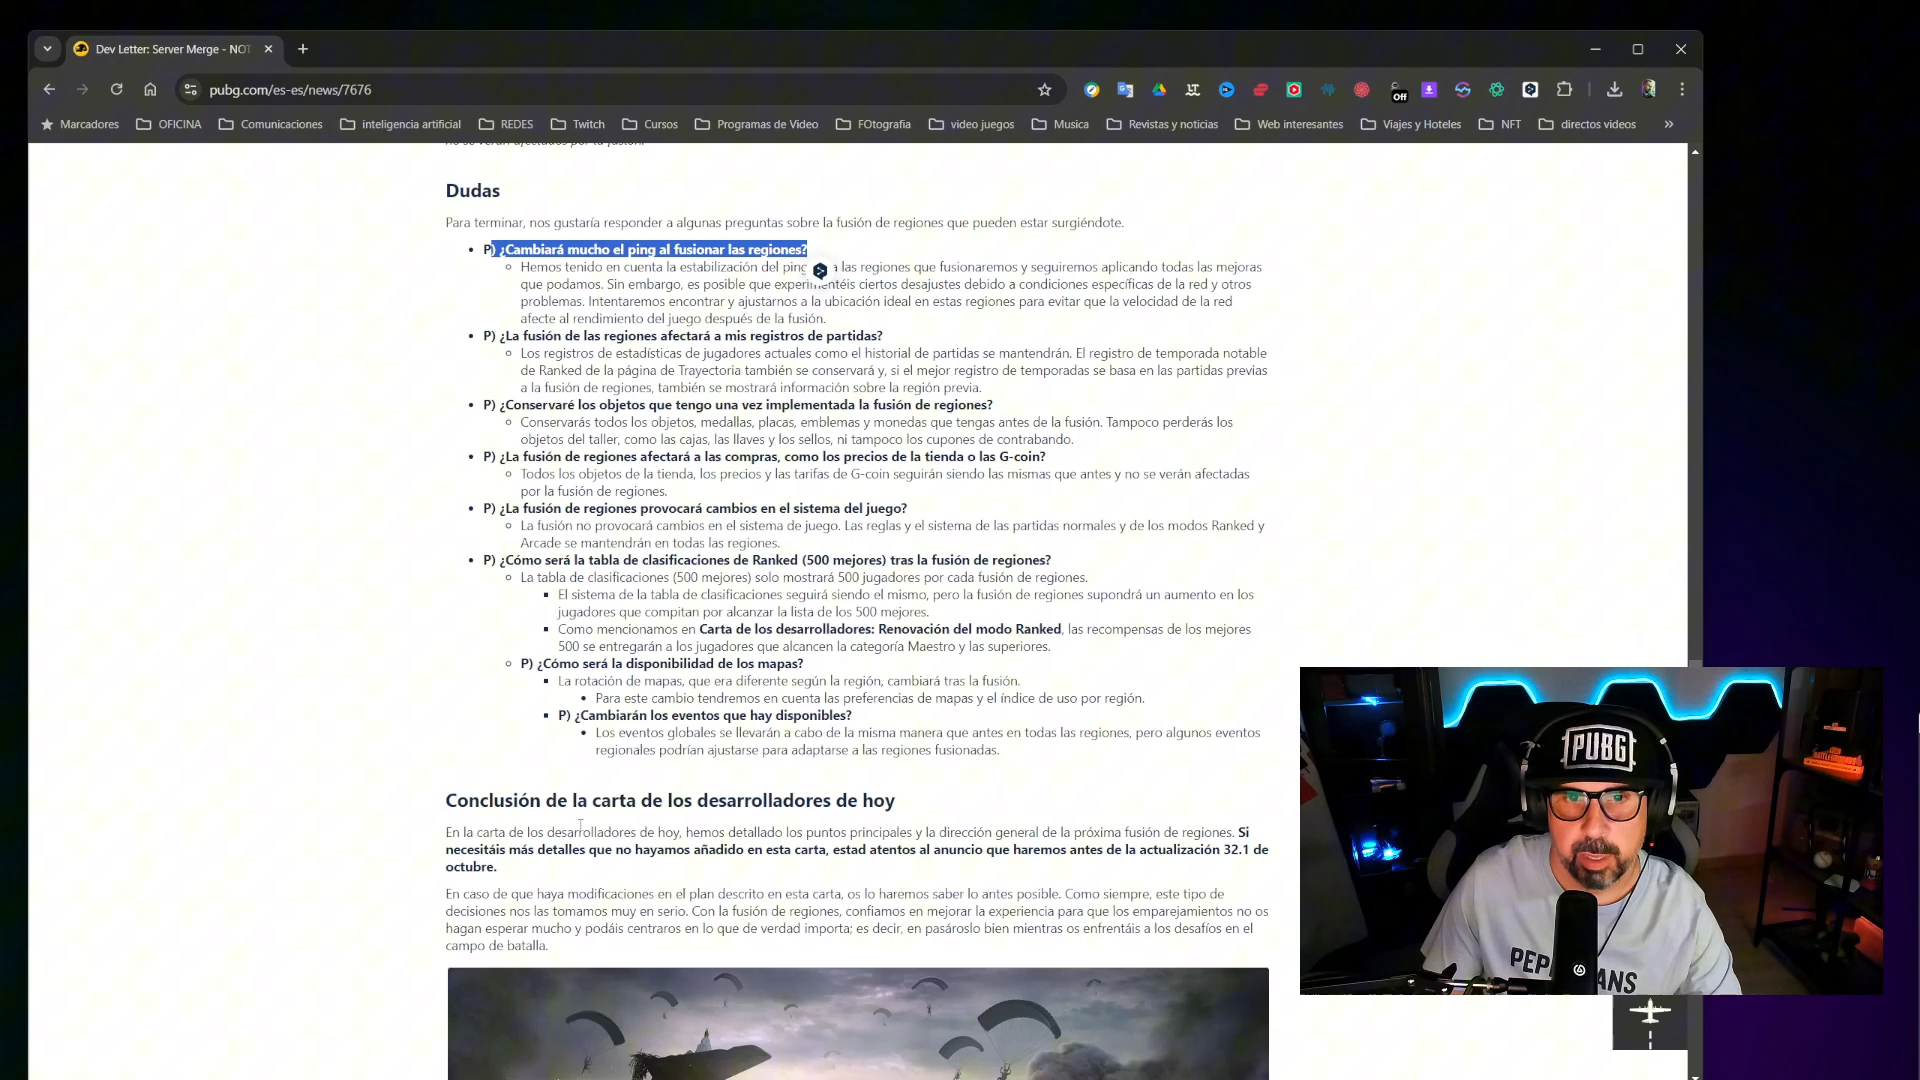 Dev Letter: Server Merge - NOT
pubg.com/es-es/news/7676
Off
Marcadores
OFICINA
Comunicaciones
inteligencia artificial
REDES
Twitch
Cursos
Programas de Video
FOtografia
video juegos
Musica
Revistas y noticias
Web interesantes
Viajes y Hoteles
NFT
directos videos
Dudas
Para terminar, nos gustaría responder a algunas preguntas sobre la fusión de regiones que pueden estar surgiéndote.
P) ¿Cambiará mucho el ping al fusionar las regiones?
Hemos tenido en cuenta la estabilización del ping a las regiones que fusionaremos y seguiremos aplicando todas las mejoras
que podamos. Sin embargo, es posible que experimentéis ciertos desajustes debido a condiciones específicas de la red y otros
problemas. Intentaremos encontrar y ajustarnos a la ubicación ideal en estas regiones para evitar que la velocidad de la red
afecte al rendimiento del juego después de la fusión.
P) ¿La fusión de las regiones afectará a mis registros de partidas?
Los registros de estadísticas de jugadores actuales como el historial de partidas se mantendrán. El registro de temporada notable
de Ranked de la página de Trayectoria también se conservará y, si el mejor registro de temporadas se basa en las partidas previas
a la fusión de regiones, también se mostrará información sobre la región previa.
P) ¿Conservaré los objetos que tengo una vez implementada la fusión de regiones?
Conservarás todos los objetos, medallas, placas, emblemas y monedas que tengas antes de la fusión. Tampoco perderás los
objetos del taller, como las cajas, las llaves y los sellos, ni tampoco los cupones de contrabando.
P) ¿La fusión de regiones afectará a las compras, como los precios de la tienda o las G-coin?
Todos los objetos de la tienda, los precios y las tarifas de G-coin seguirán siendo las mismas que antes y no se verán afectadas
por la fusión de regiones.
P) ¿La fusión de regiones provocará cambios en el sistema del juego?
La fusión no provocará cambios en el sistema de juego. Las reglas y el sistema de las partidas normales y de los modos Ranked y
Arcade se mantendrán en todas las regiones.
P) ¿Cómo será la tabla de clasificaciones de Ranked (500 mejores) tras la fusión de regiones?
La tabla de clasificaciones (500 mejores) solo mostrará 500 jugadores por cada fusión de regiones.
El sistema de la tabla de clasificaciones seguirá siendo el mismo, pero la fusión de regiones supondrá un aumento en los
jugadores que compitan por alcanzar la lista de los 500 mejores.
Como mencionamos en Carta de los desarrolladores: Renovación del modo Ranked, las recompensas de los mejores
500 se entregarán a los jugadores que alcancen la categoría Maestro y las superiores.
P) ¿Cómo será la disponibilidad de los mapas?
La rotación de mapas, que era diferente según la región, cambiará tras la fusión.
Para este cambio tendremos en cuenta las preferencias de mapas y el índice de uso por región.
P) ¿Cambiarán los eventos que hay disponibles?
Los eventos globales se llevarán a cabo de la misma manera que antes en todas las regiones, pero algunos eventos
regionales podrían ajustarse para adaptarse a las regiones fusionadas.
Conclusión de la carta de los desarrolladores de hoy
En la carta de los desarrolladores de hoy, hemos detallado los puntos principales y la dirección general de la próxima fusión de regiones. Si
necesitáis más detalles que no hayamos añadido en esta carta, estad atentos al anuncio que haremos antes de la actualización 32.1 de
octubre.
En caso de que haya modificaciones en el plan descrito en esta carta, os lo haremos saber lo antes posible. Como siempre, este tipo de
decisiones nos las tomamos muy en serio. Con la fusión de regiones, confiamos en mejorar la experiencia para que los emparejamientos no os
hagan esperar mucho y podáis centraros en lo que de verdad importa; es decir, en pasároslo bien mientras os enfrentáis a los desafíos en el
campo de batalla.
PUBG